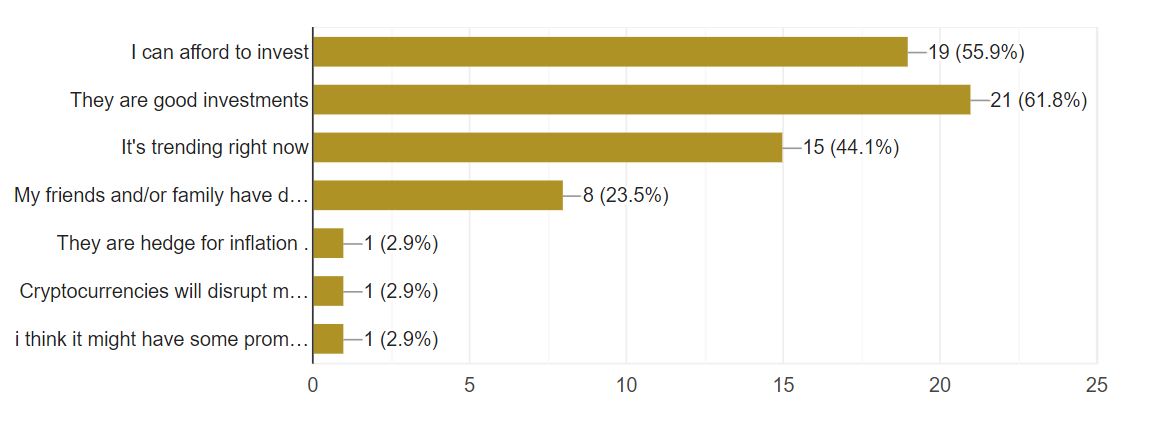 I can afford to invest 19 (55.9%)
They are good investments 21 (61.8%)
It's trending right now 15 (44.1%)
My friends and/or family have d… 8 (23.5%)
They are hedge for inflation . 1 (2.9%)
Cryptocurrencies will disrupt m… 1 (2.9%)
i think it might have some prom… 1 (2.9%)
0 5 10 15 20 25